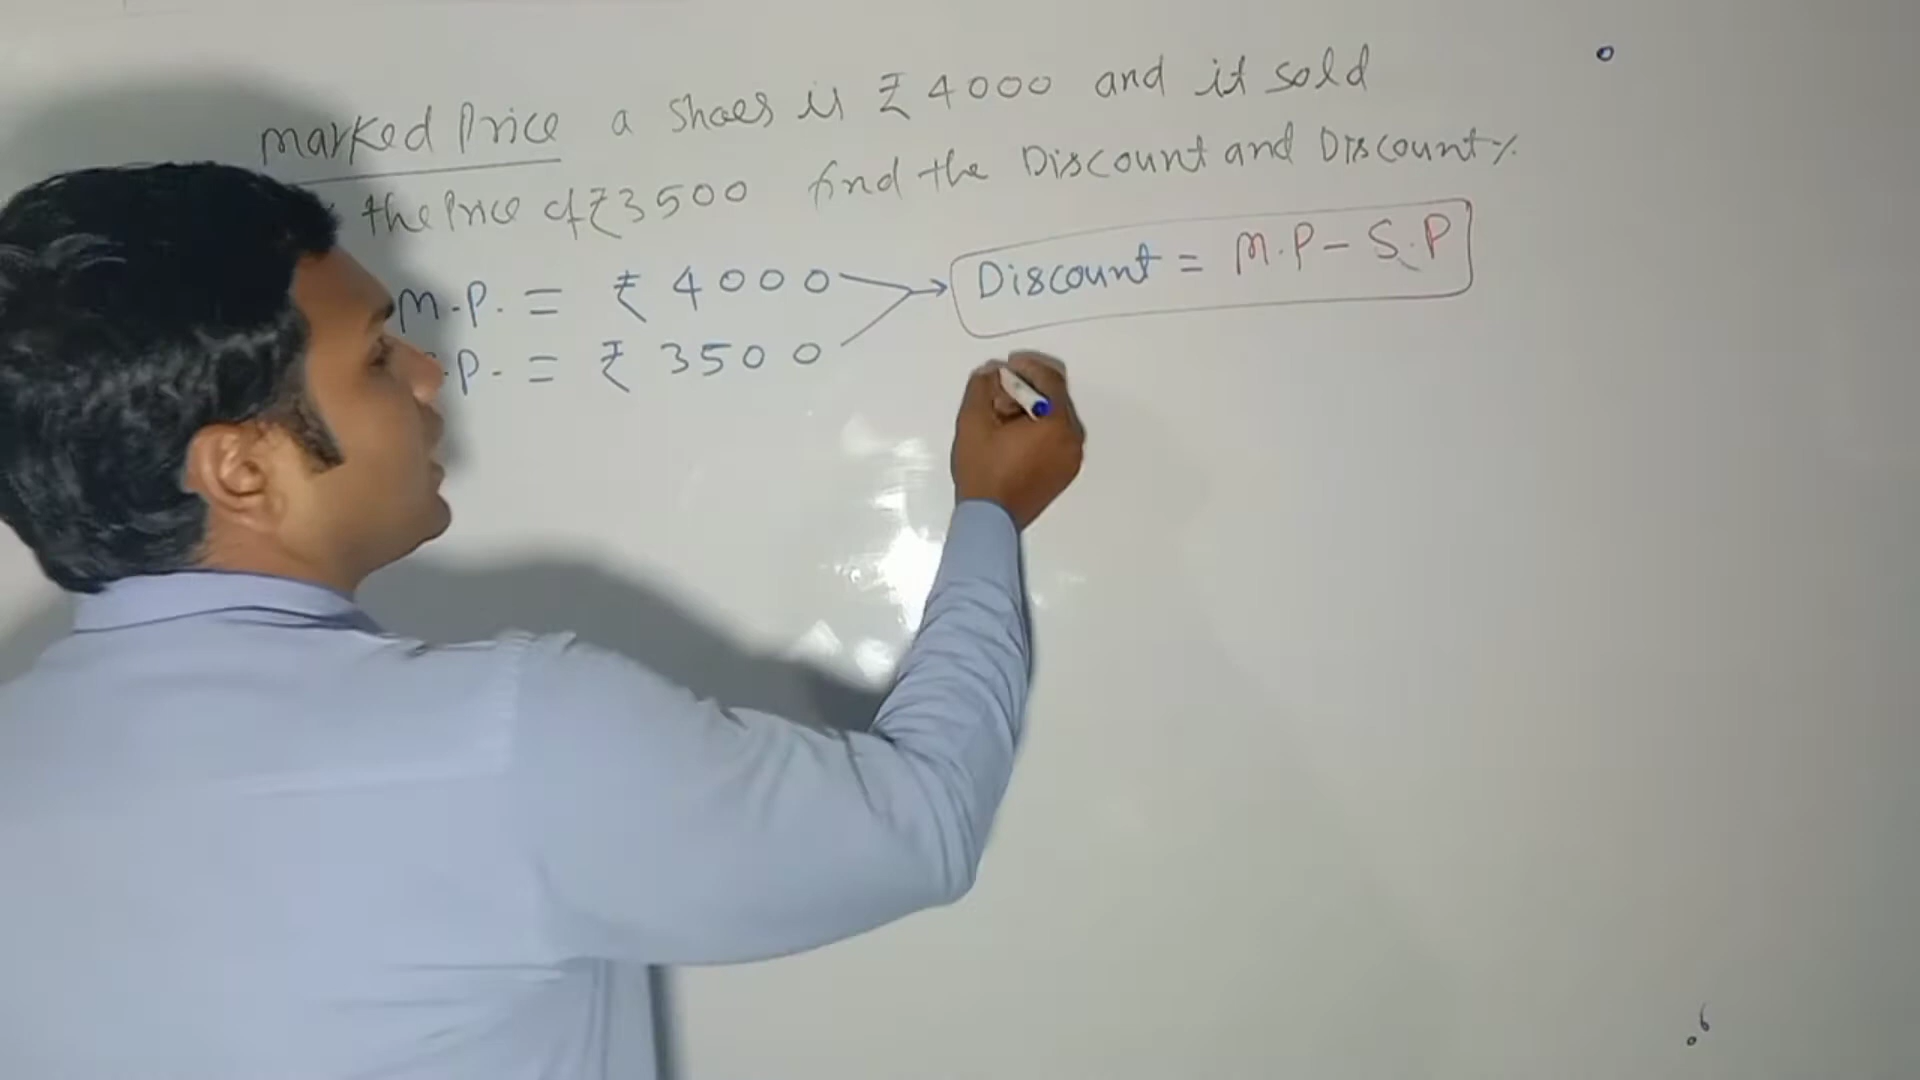 marked Price a Shoes is ₹ 4000 and it sold
the Price of ₹3500 find the Discount and Discount%
M.P. = ₹ 4000
.P. = ₹ 3500
Discount = M.P - S.P